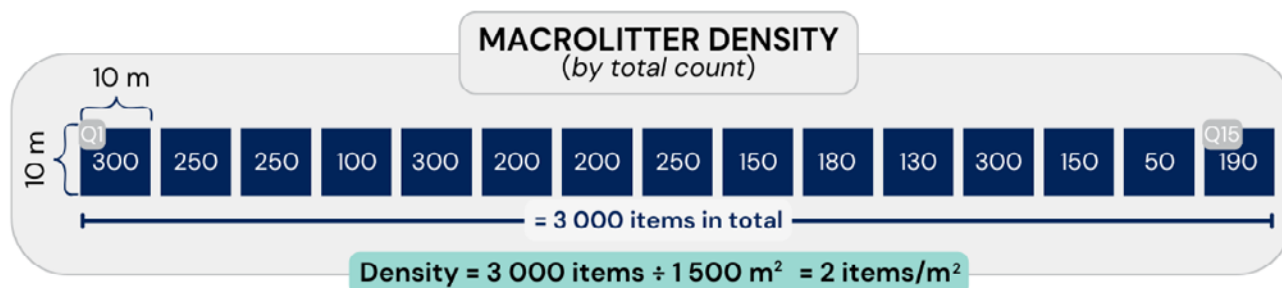 MACROLITTER DENSITY
(by total count)
10 m
10 m
Q1
Q15
300 250 250 100 300 200 200 250 150 180 130 300 150 50 190
= 3 000 items in total
Density = 3 000 items ÷ 1 500 m² = 2 items/m²